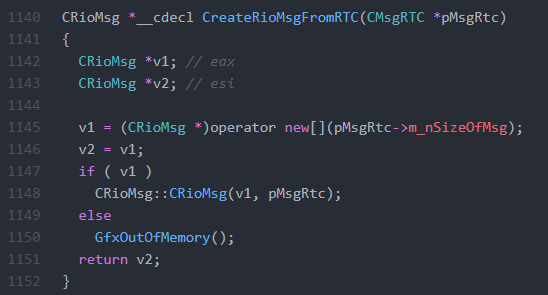 1140 CRioMsg *__cdecl CreateRioMsgFromRTC(CMsgRTC *pMsgRtc)
1141 {
1142   CRioMsg *v1; // eax
1143   CRioMsg *v2; // esi
1144
1145   v1 = (CRioMsg *)operator new[](pMsgRtc->m_nSizeOfMsg);
1146   v2 = v1;
1147   if ( v1 )
1148     CRioMsg::CRioMsg(v1, pMsgRtc);
1149   else
1150     GfxOutOfMemory();
1151   return v2;
1152 }